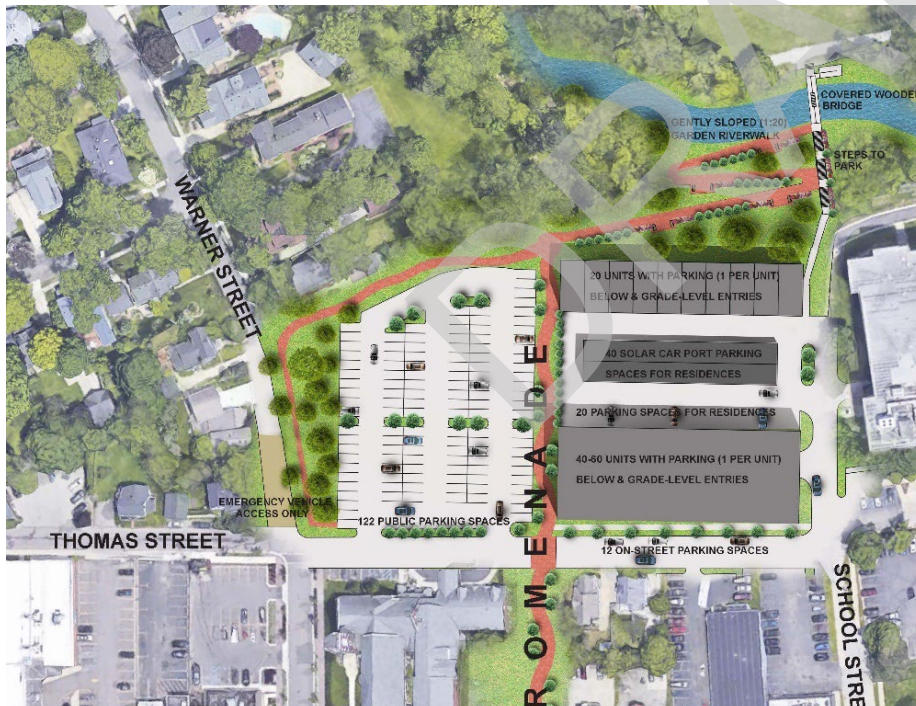 COVERED WOODEN
BRIDGE
GENTLY SLOPED (1:20)
GARDEN RIVERWALK
STEPS TO
PARK
WARNER STREET
20 UNITS WITH PARKING (1 PER UNIT)
BELOW & GRADE-LEVEL ENTRIES
40 SOLAR CAR PORT PARKING
SPACES FOR RESIDENCES
20 PARKING SPACES FOR RESIDENCES
40-60 UNITS WITH PARKING (1 PER UNIT)
BELOW & GRADE-LEVEL ENTRIES
EMERGENCY VEHICLE
ACCESS ONLY
122 PUBLIC PARKING SPACES
THOMAS STREET
12 ON-STREET PARKING SPACES
ROMENADE
SCHOOL STRE
DRA